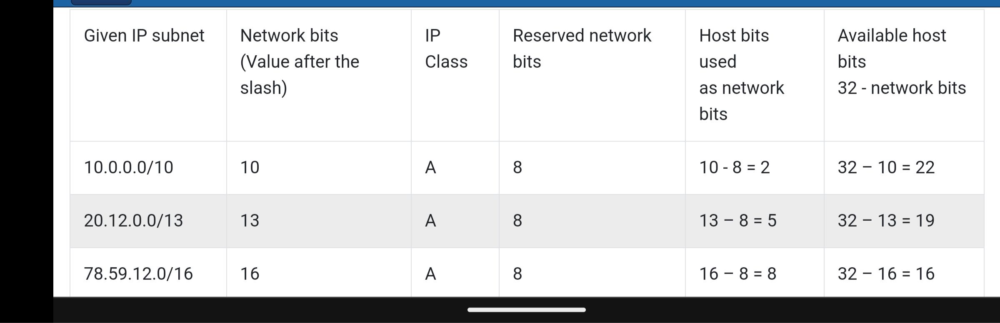 Given IP subnet
Network bits
(Value after the
slash)
IP
Class
Reserved network
bits
Host bits
used
as network
bits
Available host
bits
32 - network bits
10.0.0.0/10
10
A
8
10 - 8 = 2
32 – 10 = 22
20.12.0.0/13
13
A
8
13 – 8 = 5
32 – 13 = 19
78.59.12.0/16
16
A
8
16 – 8 = 8
32 – 16 = 16